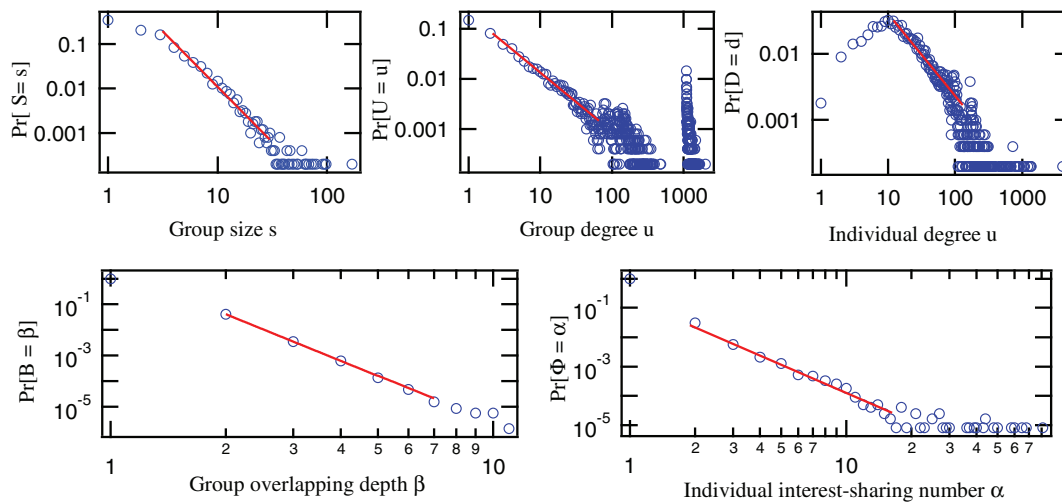 Pr[ S= s]
0.1
0.01
0.001
1 10 100
Group size s
Pr[U = u]
0.1
0.01
0.001
1 10 100 1000
Group degree u
Pr[D = d]
0.01
0.001
1 10 100 1000
Individual degree u
Pr[B = β]
10-1
10-3
10-5
1 2 3 4 5 6 7 8 9 10
Group overlapping depth β
Pr[Φ = α]
10-1
10-3
10-5
1 2 3 4 5 6 7 10 2 3 4 5 6 7
Individual interest-sharing number α